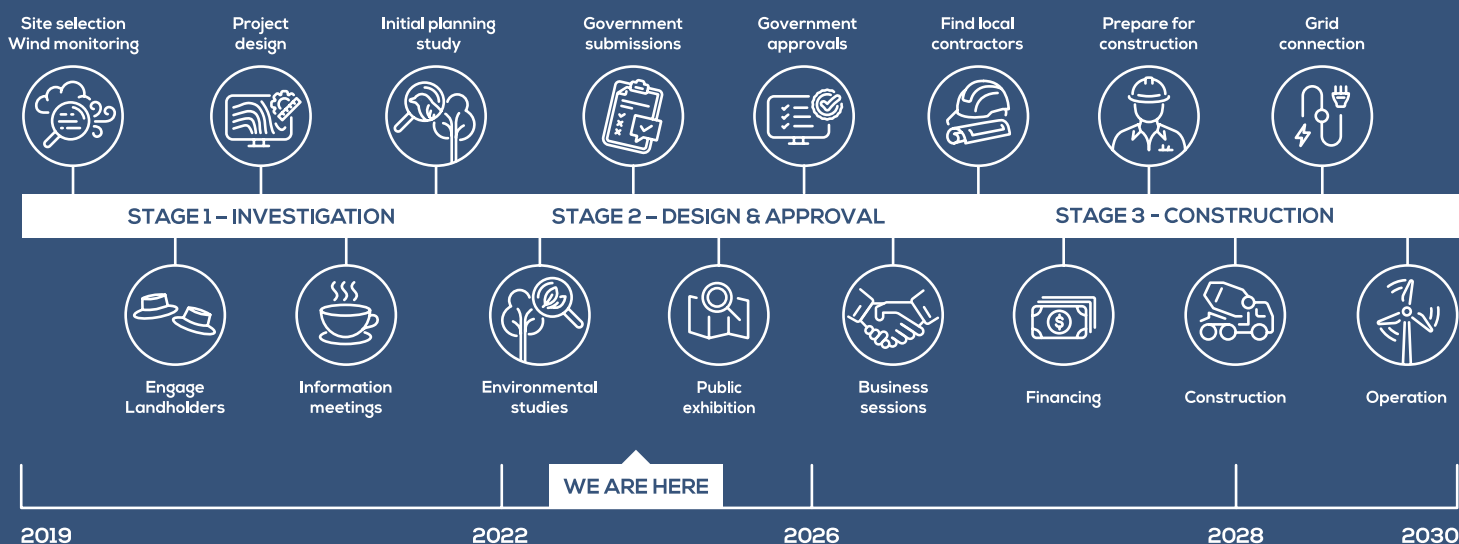 Site selection
Wind monitoring
Project
design
Initial planning
study
Government
submissions
Government
approvals
Find local
contractors
Prepare for
construction
Grid
connection
STAGE 1 – INVESTIGATION
STAGE 2 – DESIGN & APPROVAL
STAGE 3 - CONSTRUCTION
Engage
Landholders
Information
meetings
Environmental
studies
Public
exhibition
Business
sessions
$
Financing
Construction
Operation
WE ARE HERE
2019
2022
2026
2028
2030